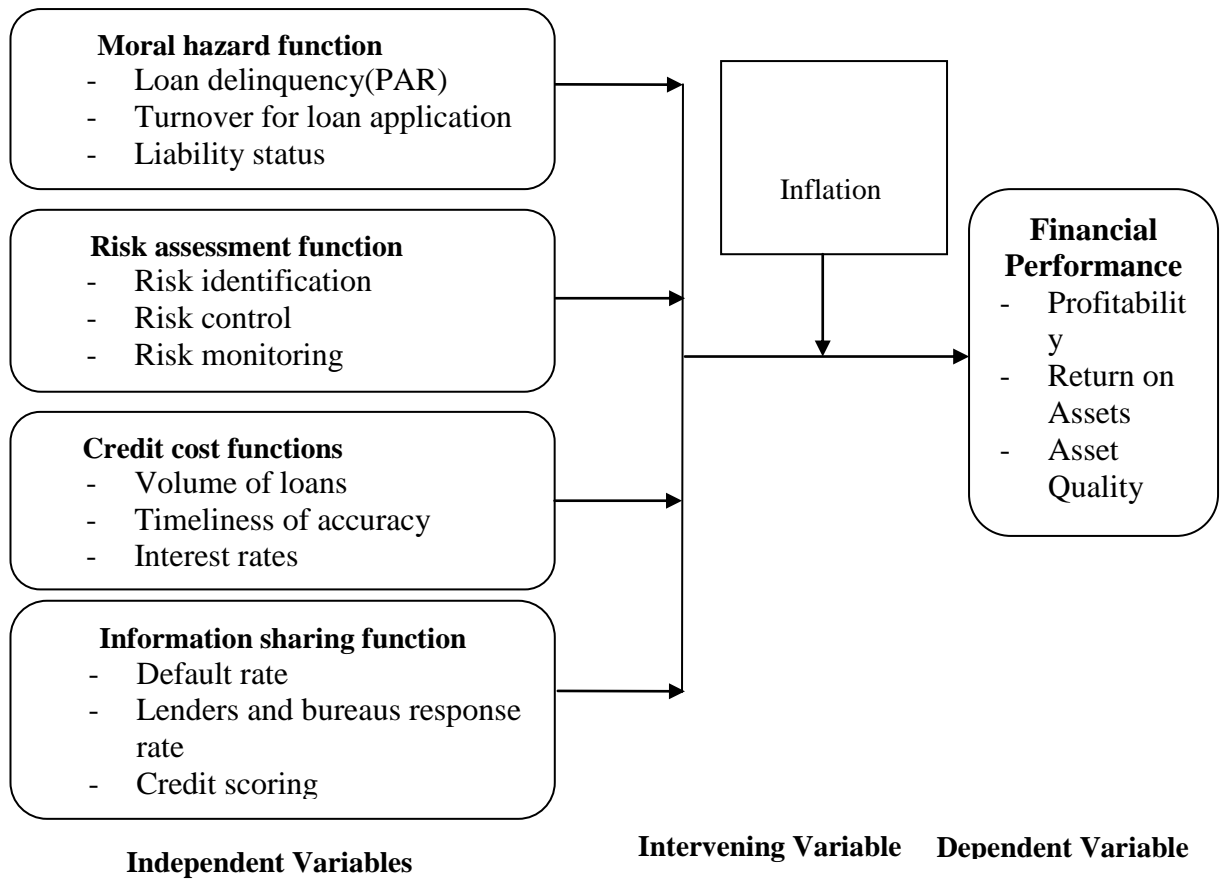 Moral hazard function
- Loan delinquency(PAR)
- Turnover for loan application
- Liability status
Risk assessment function
- Risk identification
- Risk control
- Risk monitoring
Credit cost functions
- Volume of loans
- Timeliness of accuracy
- Interest rates
Information sharing function
- Default rate
- Lenders and bureaus response
rate
- Credit scoring
Independent Variables
Inflation
Intervening Variable
Financial
Performance
- Profitabilit
y
- Return on
Assets
- Asset
Quality
Dependent Variable